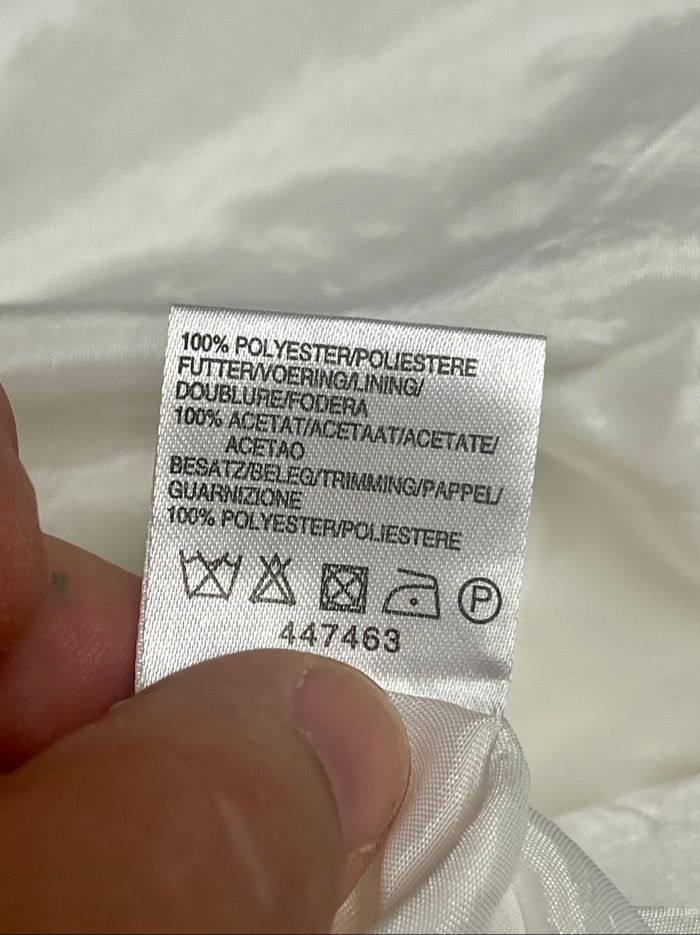 100% POLYESTER/POLIESTERE
FUTTER/VOERING/LINING/
DOUBLURE/FODERA
100% ACETAT/ACETAAT/ACETATE/
ACETAO
BESATZ/BELEG/TRIMMING/PAPPEL/
GUARNIZIONE
100% POLYESTER/POLIESTERE
P
447463